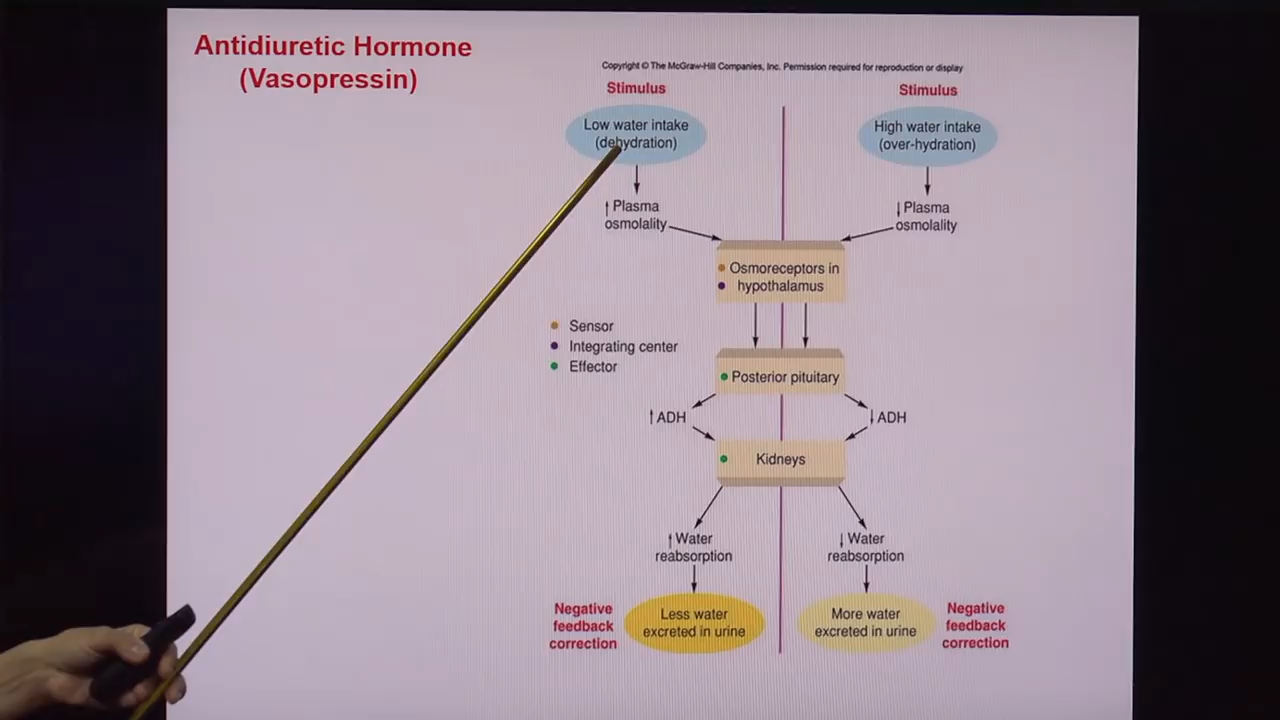 Antidiuretic Hormone
(Vasopressin)
Copyright © The McGraw-Hill Companies, Inc. Permission required for reproduction or display
Stimulus
Low water intake
(dehydration)
↑ Plasma
osmolality
Stimulus
High water intake
(over-hydration)
↓ Plasma
osmolality
Osmoreceptors in
hypothalamus
Sensor
Integrating center
Effector
Posterior pituitary
↑ ADH
↓ ADH
Kidneys
↑ Water
reabsorption
↓ Water
reabsorption
Negative
feedback
correction
Less water
excreted in urine
More water
excreted in urine
Negative
feedback
correction